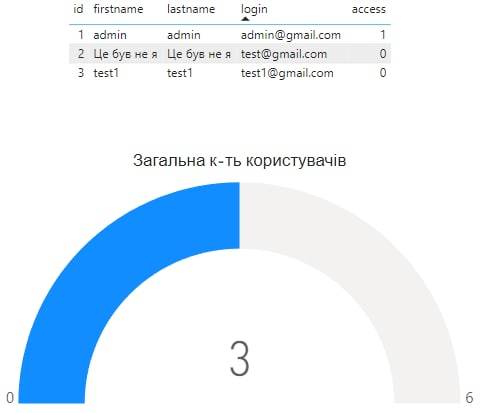 id firstname lastname login access
1 admin admin admin@gmail.com 1
2 Це був не я Це був не я test@gmail.com 0
3 test1 test1 test1@gmail.com 0
Загальна к-ть користувачів
3
0 6